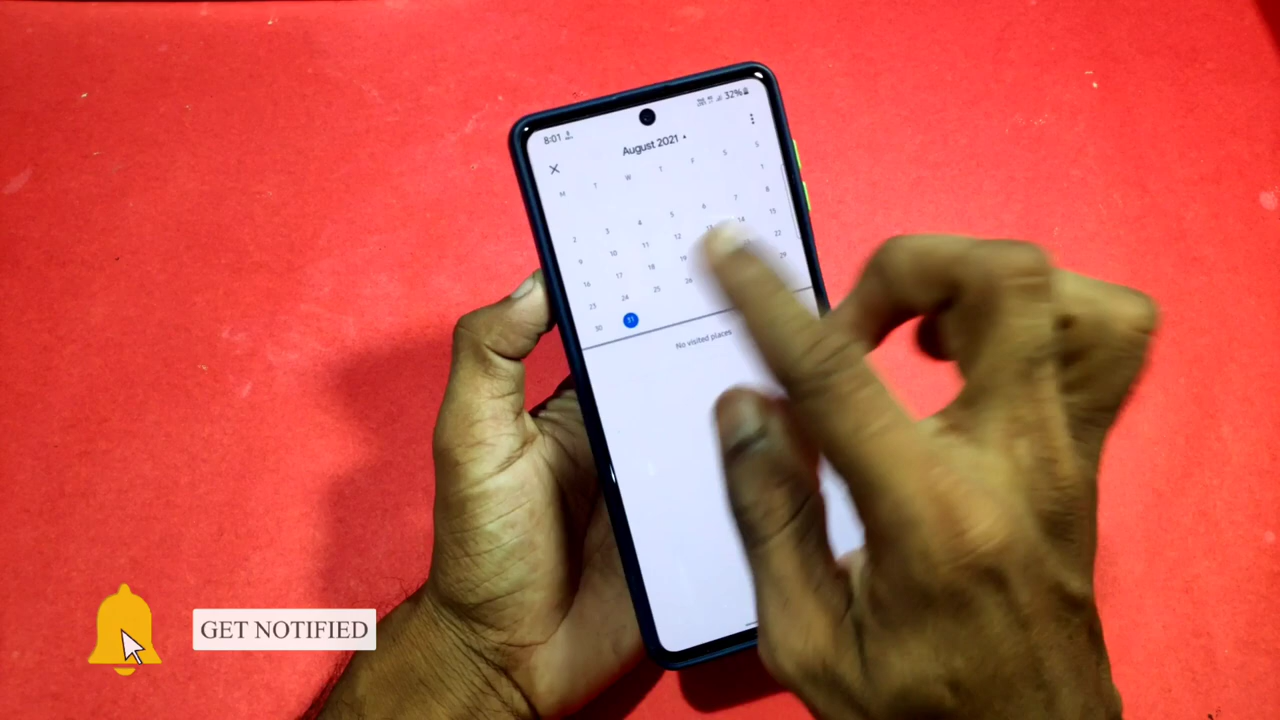 8:01 32%
August 2021
M T W T F S S
1
2 3 4 5 6 7 8
9 10 11 12 13 14 15
16 17 18 19 22
23 24 25 26 29
30 31
No visited places
GET NOTIFIED